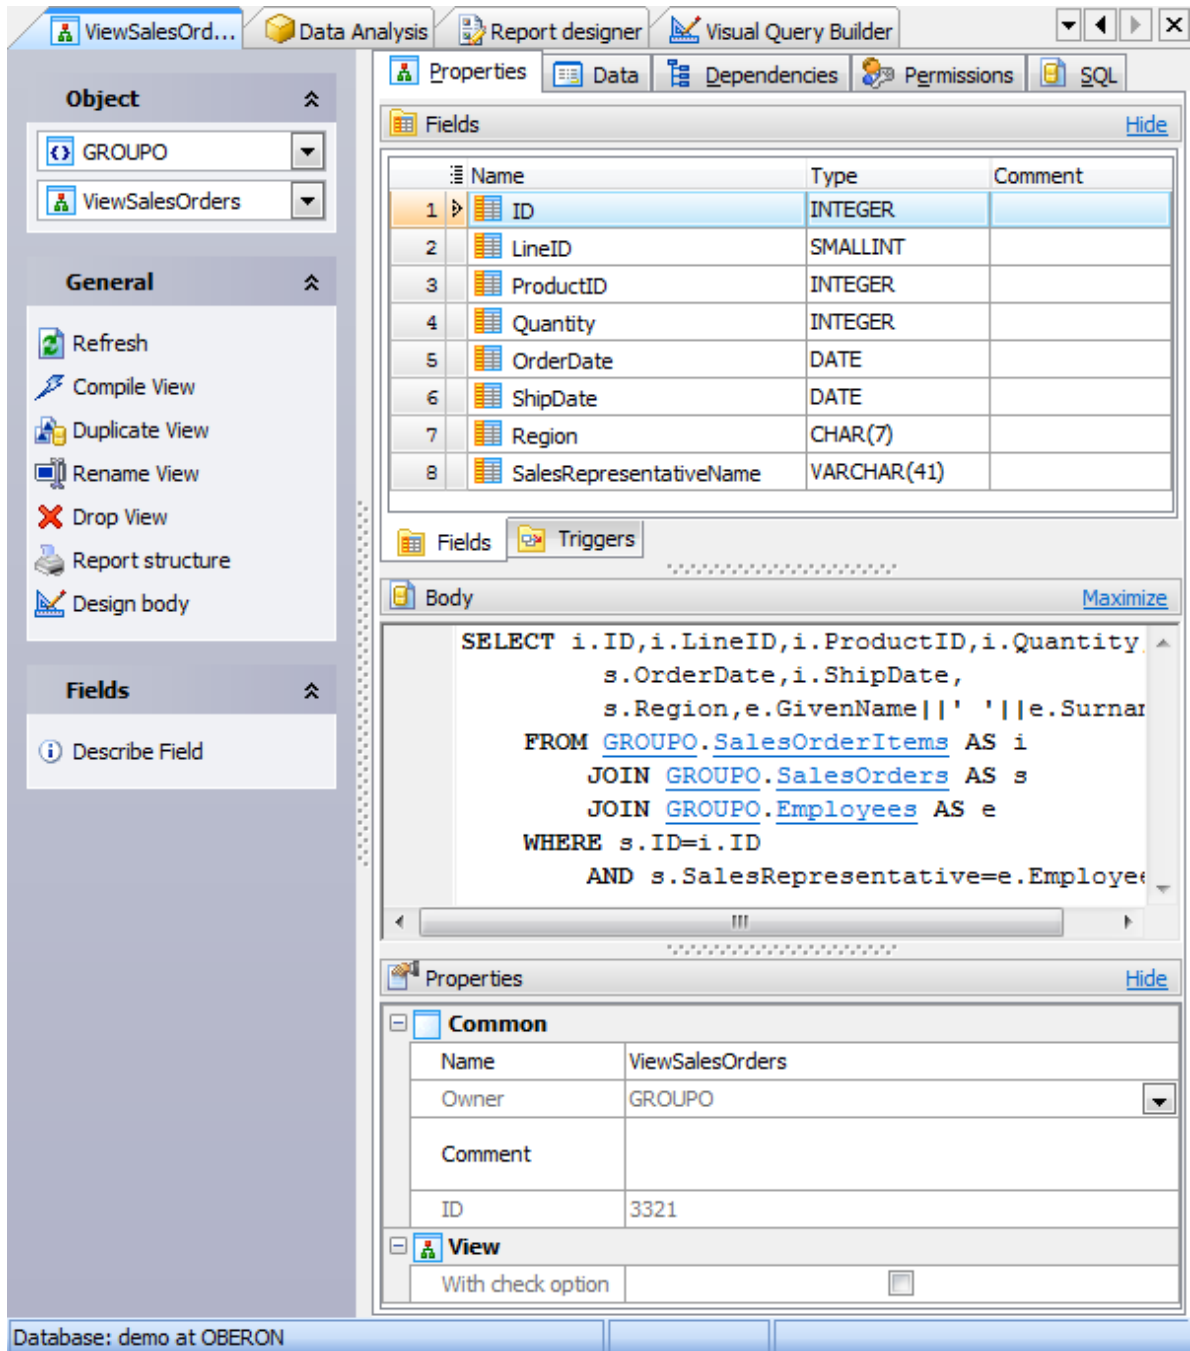 ViewSalesOrd... Data Analysis Report designer Visual Query Builder
Object
GROUPO
ViewSalesOrders
General
Refresh
Compile View
Duplicate View
Rename View
Drop View
Report structure
Design body
Fields
Describe Field
Properties Data Dependencies Permissions SQL
Fields Hide
Name Type Comment
1 ID INTEGER
2 LineID SMALLINT
3 ProductID INTEGER
4 Quantity INTEGER
5 OrderDate DATE
6 ShipDate DATE
7 Region CHAR(7)
8 SalesRepresentativeName VARCHAR(41)
Fields Triggers
Body Maximize
SELECT i.ID,i.LineID,i.ProductID,i.Quantity,
s.OrderDate,i.ShipDate,
s.Region,e.GivenName||' '||e.Surnam
FROM GROUPO.SalesOrderItems AS i
JOIN GROUPO.SalesOrders AS s
JOIN GROUPO.Employees AS e
WHERE s.ID=i.ID
AND s.SalesRepresentative=e.Employee
Properties Hide
Common
Name ViewSalesOrders
Owner GROUPO
Comment
ID 3321
View
With check option
Database: demo at OBERON